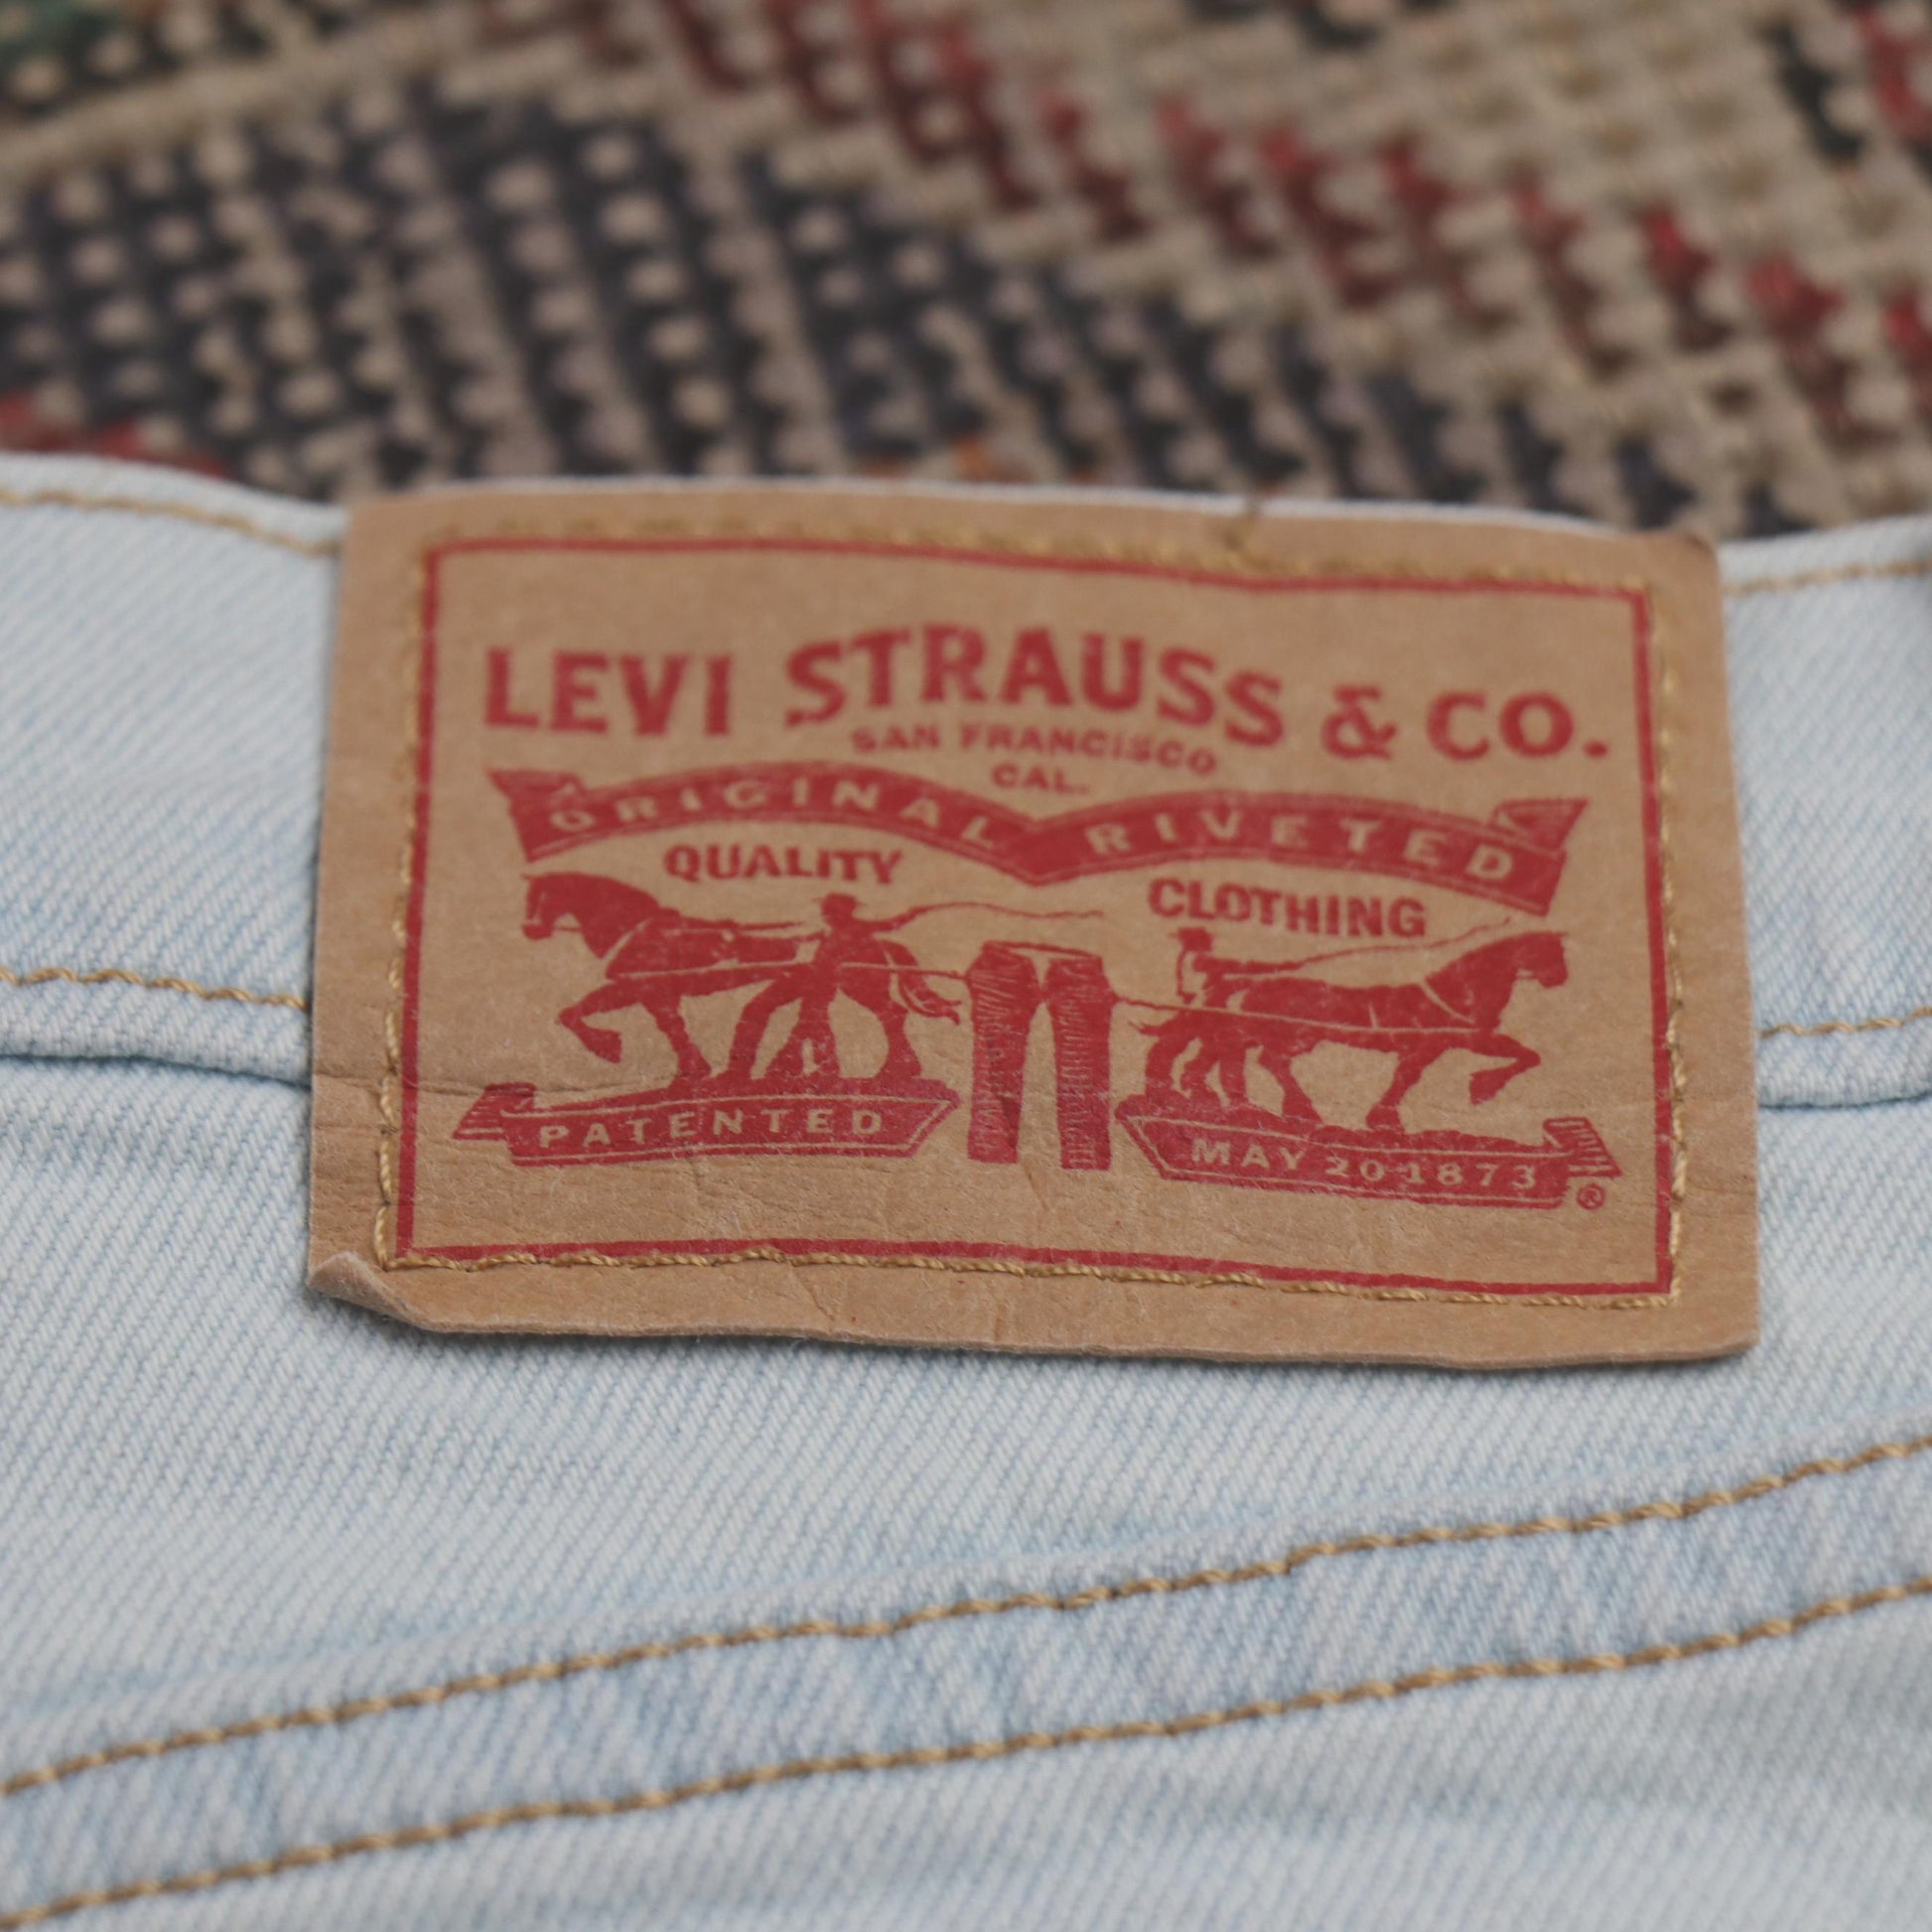 LEVI STRAUSS & CO.
SAN FRANCISCO
CAL.
ORIGINAL RIVETED
QUALITY CLOTHING
PATENTED MAY 20 1873
®